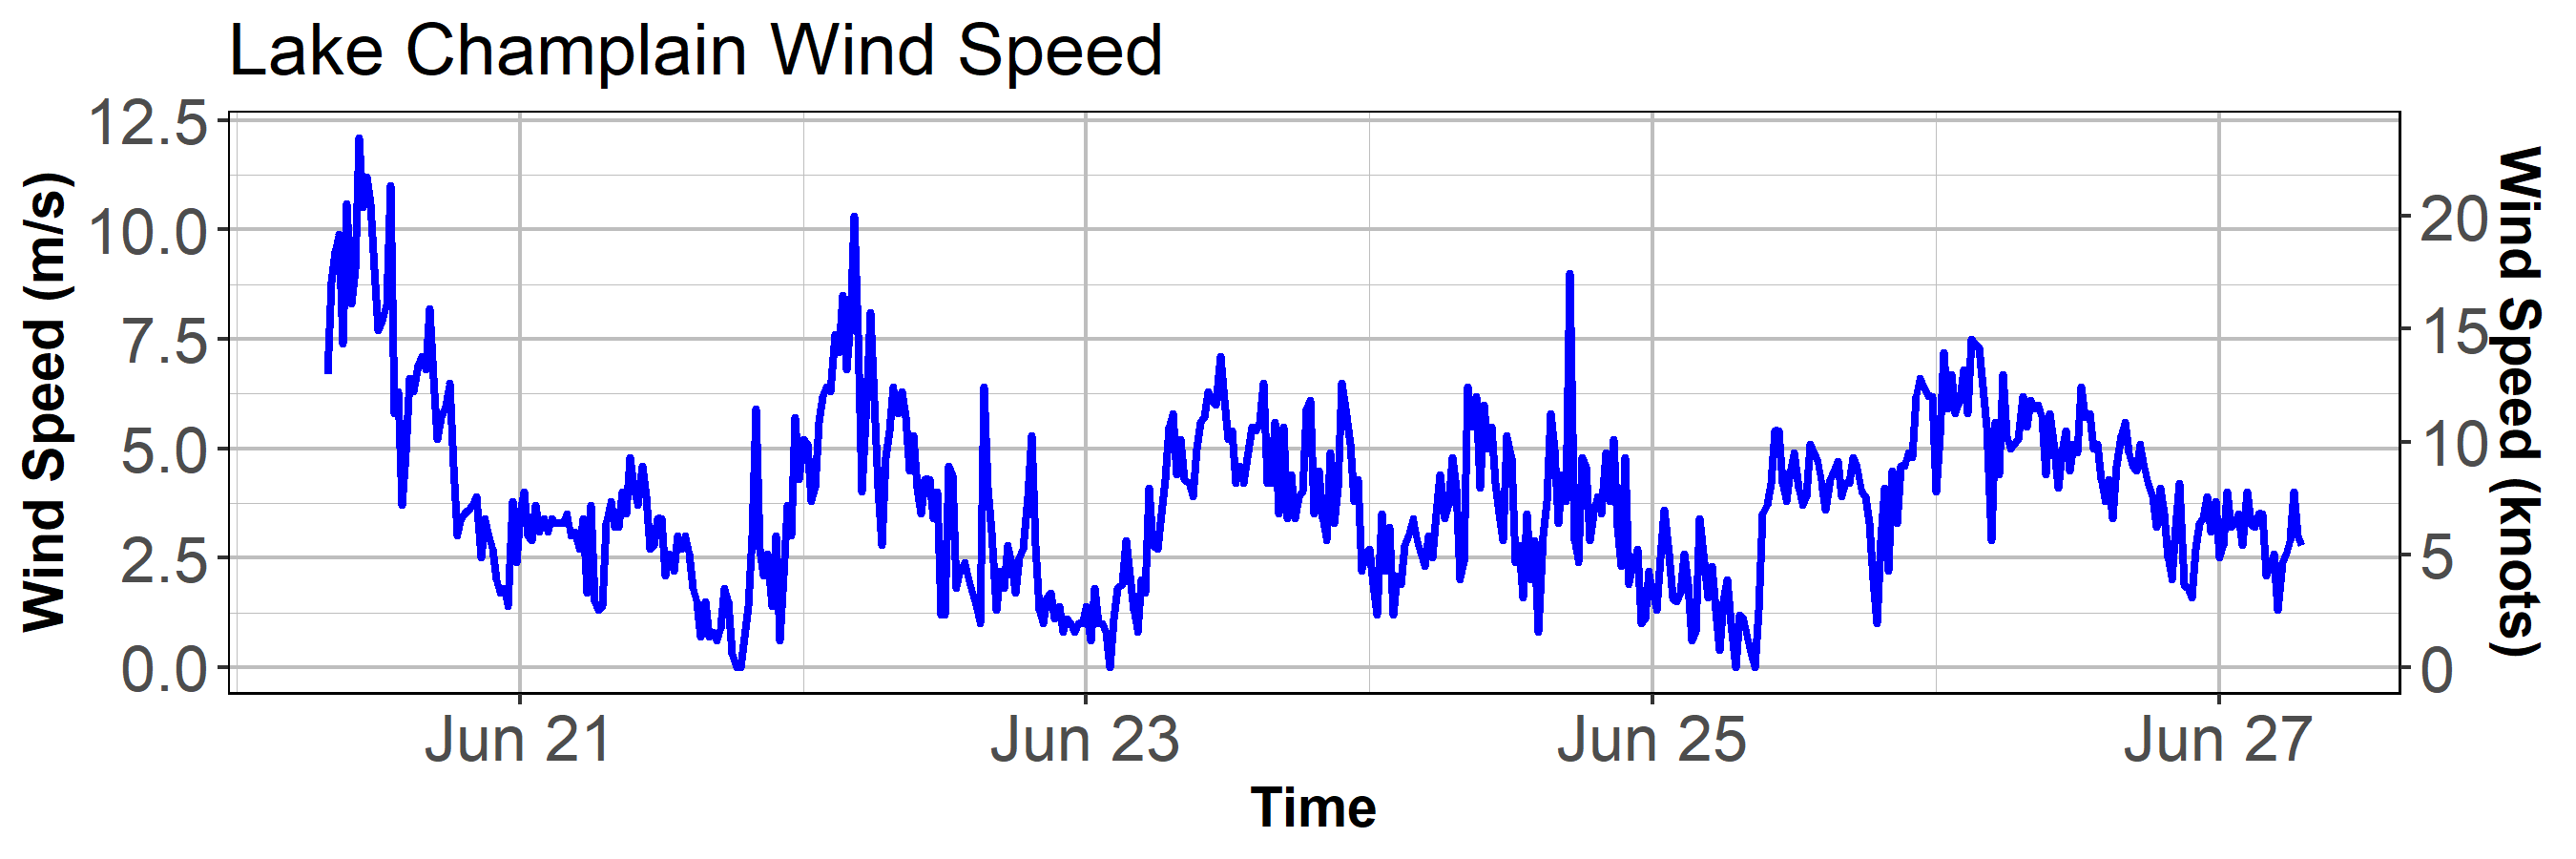 Lake Champlain Wind Speed
Wind Speed (m/s)
12.5
10.0
7.5
5.0
2.5
0.0
20
15
10
5
0
Wind Speed (knots)
Jun 21
Jun 23
Jun 25
Jun 27
Time